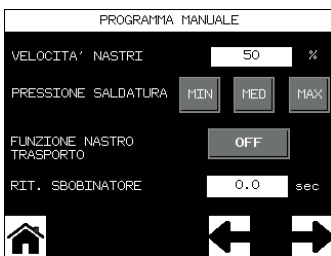 PROGRAMMA MANUALE
VELOCITA' NASTRI 50 %
PRESSIONE SALDATURA MIN MED MAX
FUNZIONE NASTRO
TRASPORTO OFF
RIT. SBOBINATORE 0.0 sec